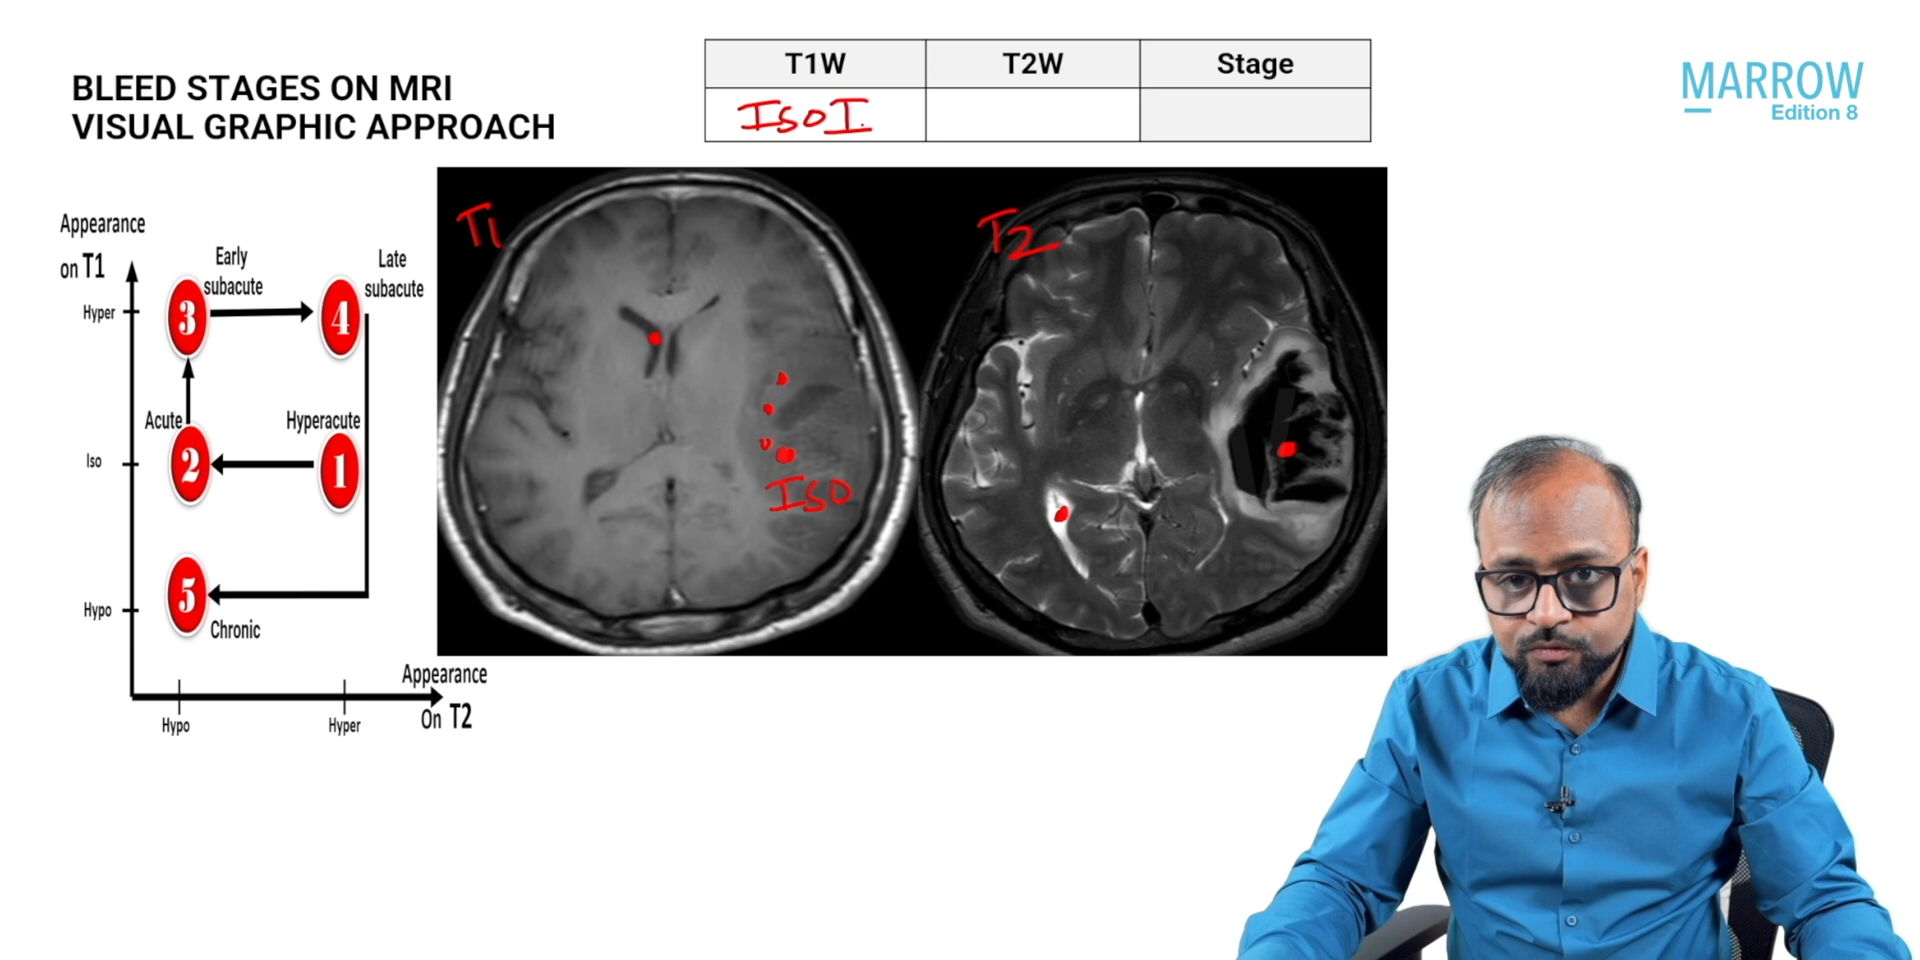 BLEED STAGES ON MRI
VISUAL GRAPHIC APPROACH
T1W T2W Stage
IsoI
MARROW
Edition 8
Appearance
on T1
Hyper
Iso
Hypo
Early
subacute
Late
subacute
3
4
Acute
Hyperacute
2
1
5
Chronic
Appearance
On T2
Hypo
Hyper
T1
Iso
T2